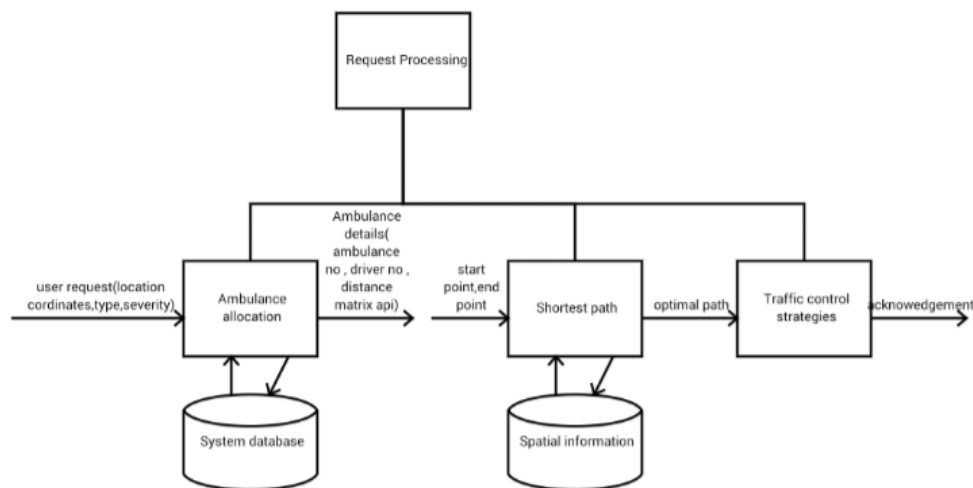 Request Processing
user request(location
cordinates,type,severity)
Ambulance
allocation
Ambulance
details(
ambulance
no , driver no ,
distance
matrix api)
start
point,end
point
Shortest path
optimal path
Traffic control
strategies
acknowedgement
System database
Spatial information